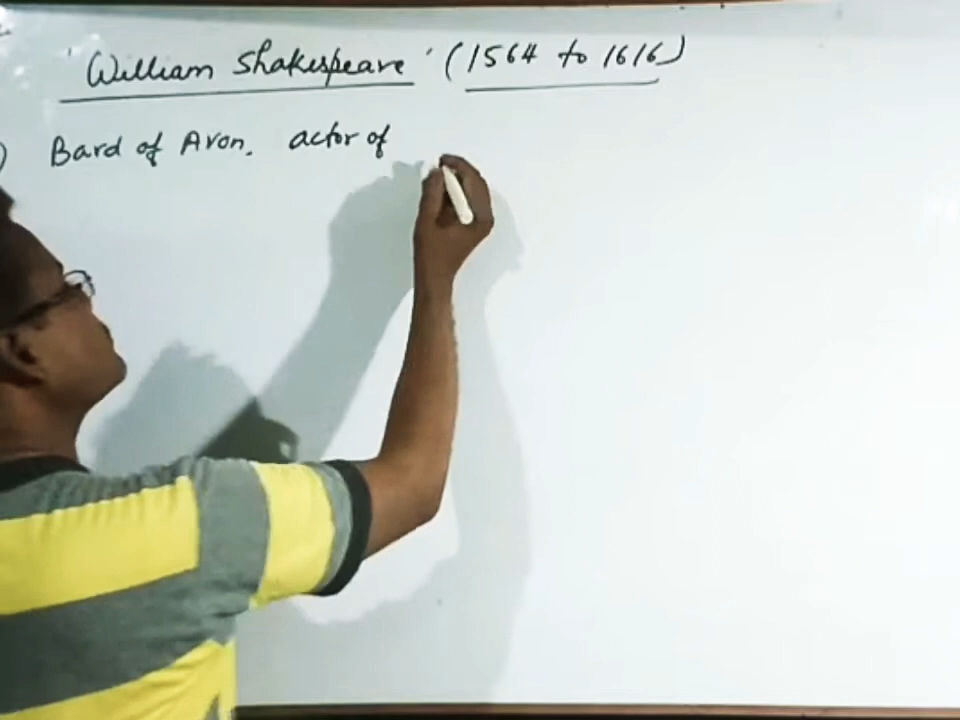 'William Shakespeare' (1564 to 1616)
) Bard of Avon. actor of